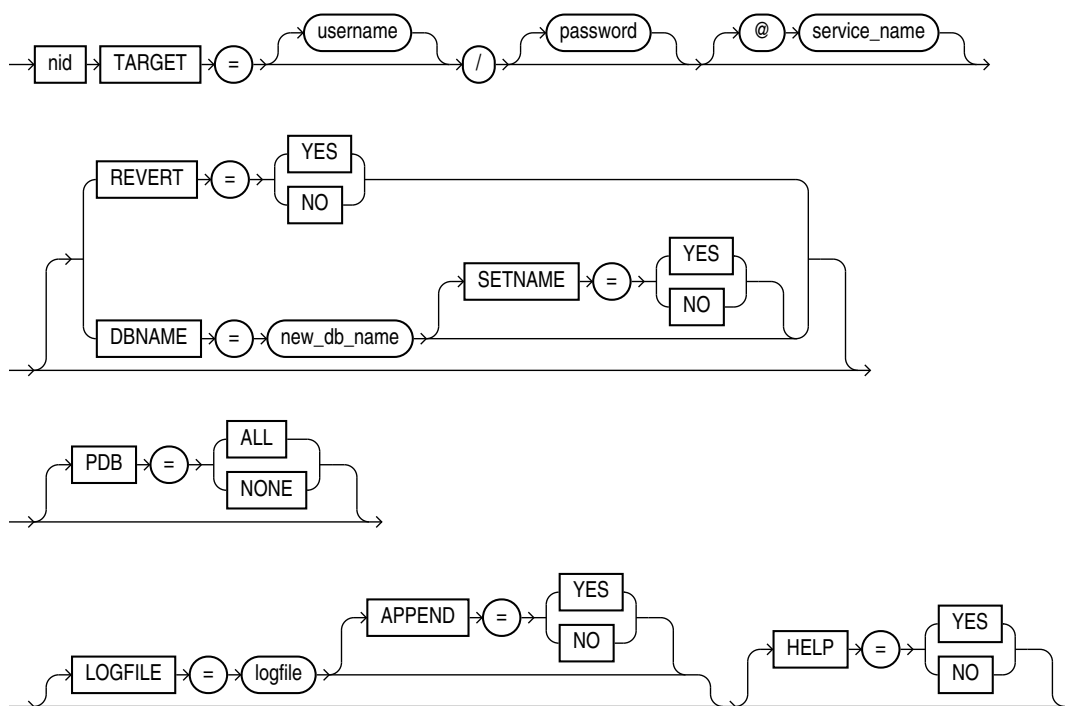 username password @ service_name
nid TARGET = /
YES
REVERT =
NO
YES
SETNAME =
NO
DBNAME = new_db_name
ALL
PDB =
NONE
YES
APPEND =
NO
LOGFILE = logfile
YES
HELP =
NO